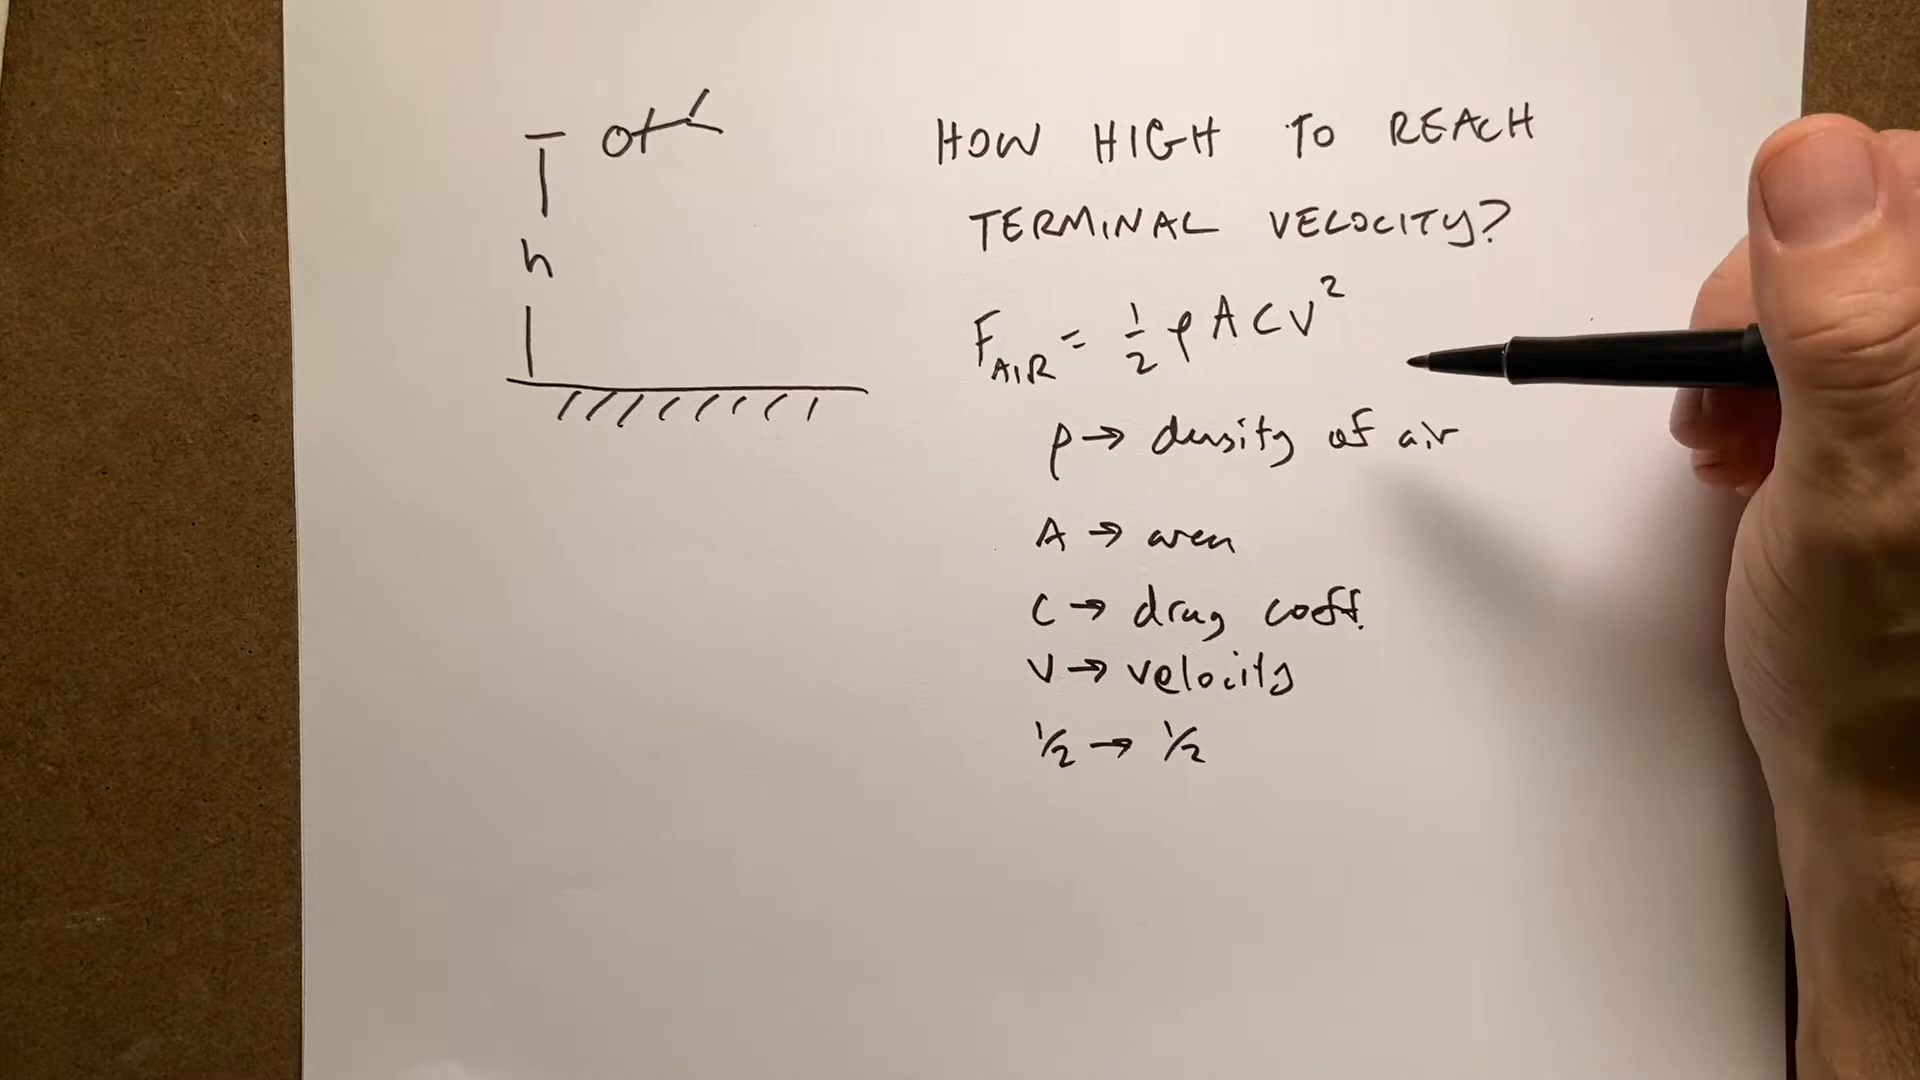 h
HOW HIGH TO REACH
TERMINAL VELOCITY?
F_AIR = 1/2 ρ A C V²
ρ → density of air
A → area
C → drag coff.
V → velocity
1/2 → 1/2